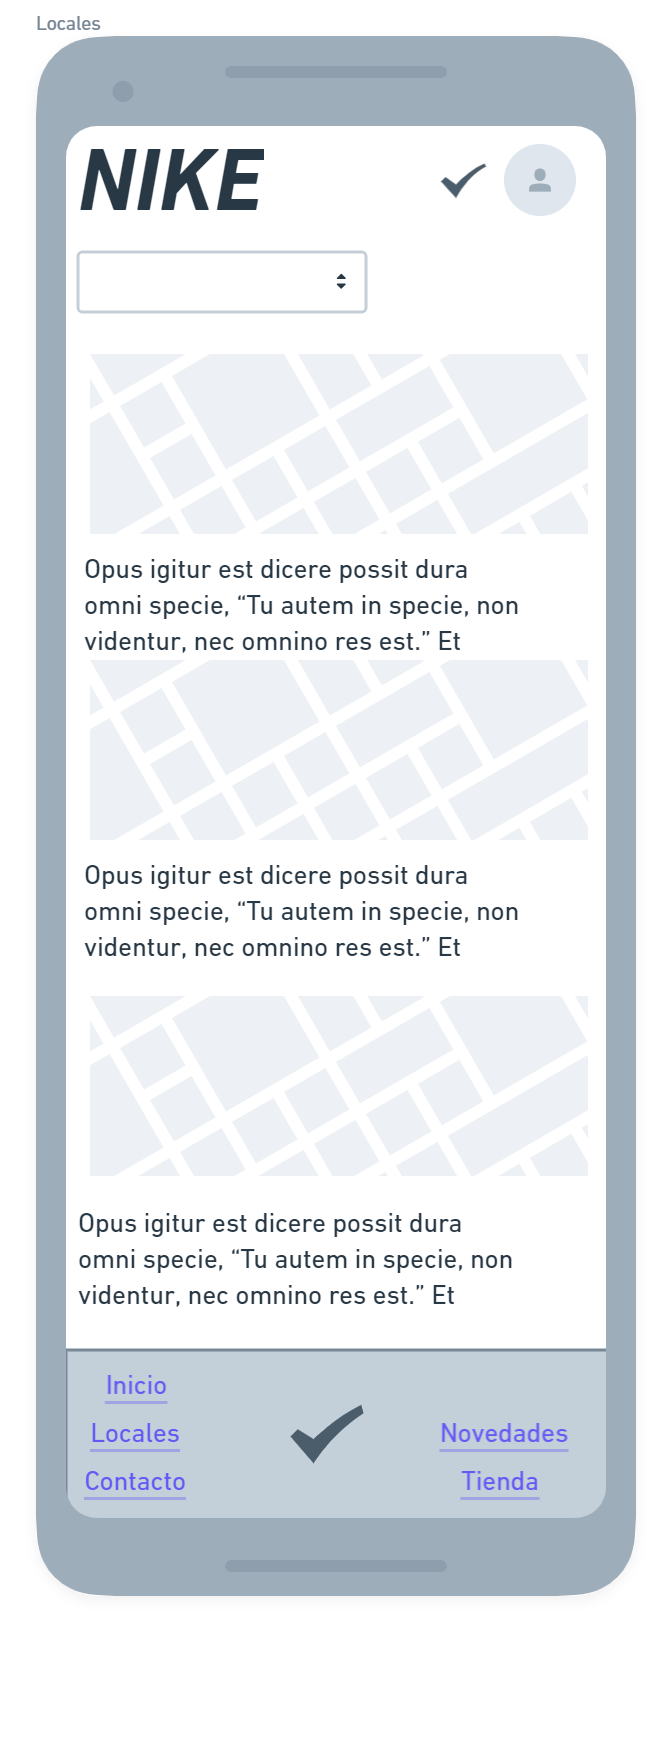 Locales
NIKE
Opus igitur est dicere possit dura
omni specie, “Tu autem in specie, non
videntur, nec omnino res est.” Et
Opus igitur est dicere possit dura
omni specie, “Tu autem in specie, non
videntur, nec omnino res est.” Et
Opus igitur est dicere possit dura
omni specie, “Tu autem in specie, non
videntur, nec omnino res est.” Et
Inicio
Locales
Contacto
Novedades
Tienda